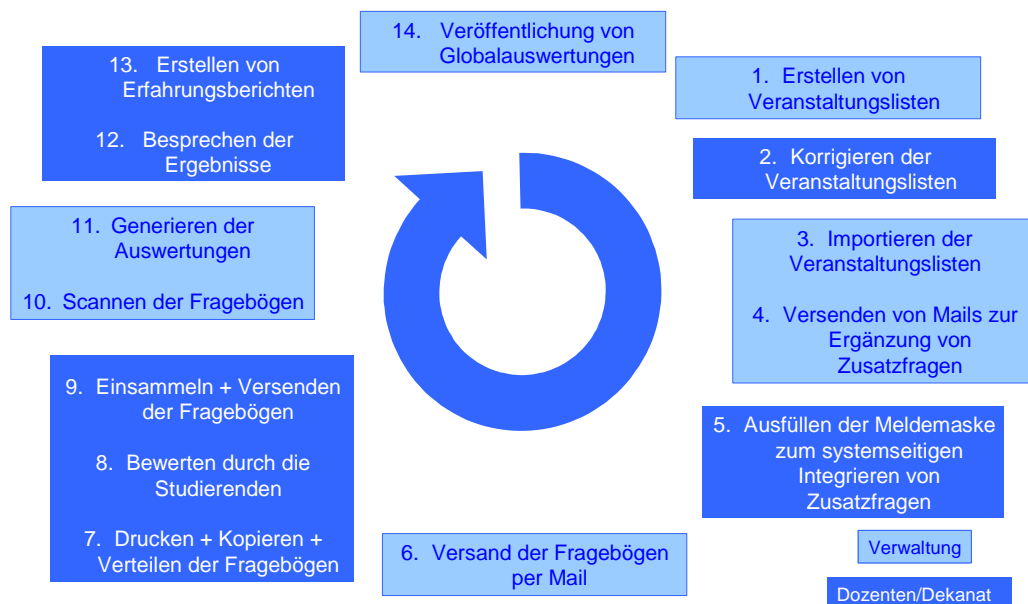 14. Veröffentlichung von
Globalauswertungen
1. Erstellen von
Veranstaltungslisten
2. Korrigieren der
Veranstaltungslisten
3. Importieren der
Veranstaltungslisten
4. Versenden von Mails zur
Ergänzung von
Zusatzfragen
5. Ausfüllen der Meldemaske
zum systemseitigen
Integrieren von
Zusatzfragen
6. Versand der Fragebögen
per Mail
9. Einsammeln + Versenden
der Fragebögen
8. Bewerten durch die
Studierenden
7. Drucken + Kopieren +
Verteilen der Fragebögen
11. Generieren der
Auswertungen
10. Scannen der Fragebögen
13. Erstellen von
Erfahrungsberichten
12. Besprechen der
Ergebnisse
Verwaltung
Dozenten/Dekanat